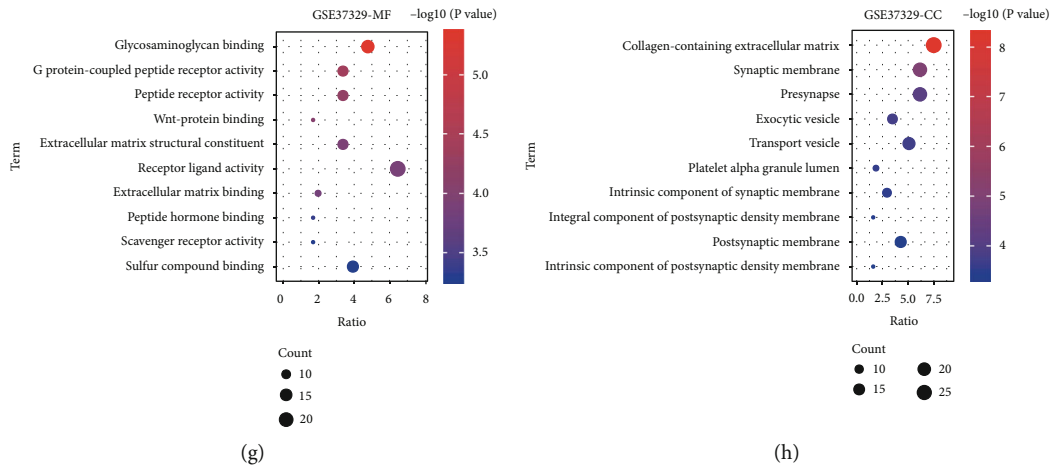 GSE37329-MF
−log10 (P value)
Term
Glycosaminoglycan binding
G protein-coupled peptide receptor activity
Peptide receptor activity
Wnt-protein binding
Extracellular matrix structural constituent
Receptor ligand activity
Extracellular matrix binding
Peptide hormone binding
Scavenger receptor activity
Sulfur compound binding
5.0
4.5
4.0
3.5
0 2 4 6 8
Ratio
Count
10
15
20
(g)
GSE37329-CC
−log10 (P value)
Term
Collagen-containing extracellular matrix
Synaptic membrane
Presynapse
Exocytic vesicle
Transport vesicle
Platelet alpha granule lumen
Intrinsic component of synaptic membrane
Integral component of postsynaptic density membrane
Postsynaptic membrane
Intrinsic component of postsynaptic density membrane
8
7
6
5
4
0.0 2.5 5.0 7.5
Ratio
Count
10 20
15 25
(h)